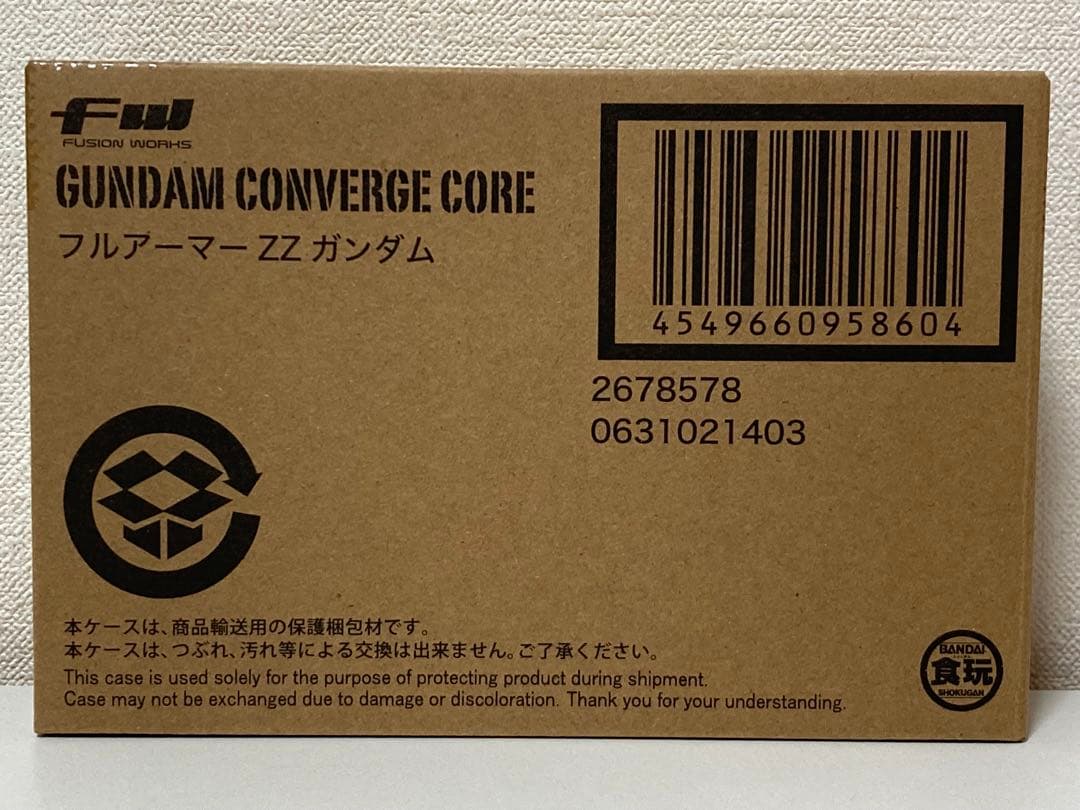 FW
FUSION WORKS
GUNDAM CONVERGE CORE
フルアーマー ZZ ガンダム
4549660958604
2678578
0631021403
本ケースは、商品輸送用の保護梱包材です。
本ケースは、つぶれ、汚れ等による交換は出来ません。ご了承ください。
This case is used solely for the purpose of protecting product during shipment.
Case may not be exchanged due to damage or discoloration. Thank you for your understanding.
BANDAI
食玩
SHOKUGAN